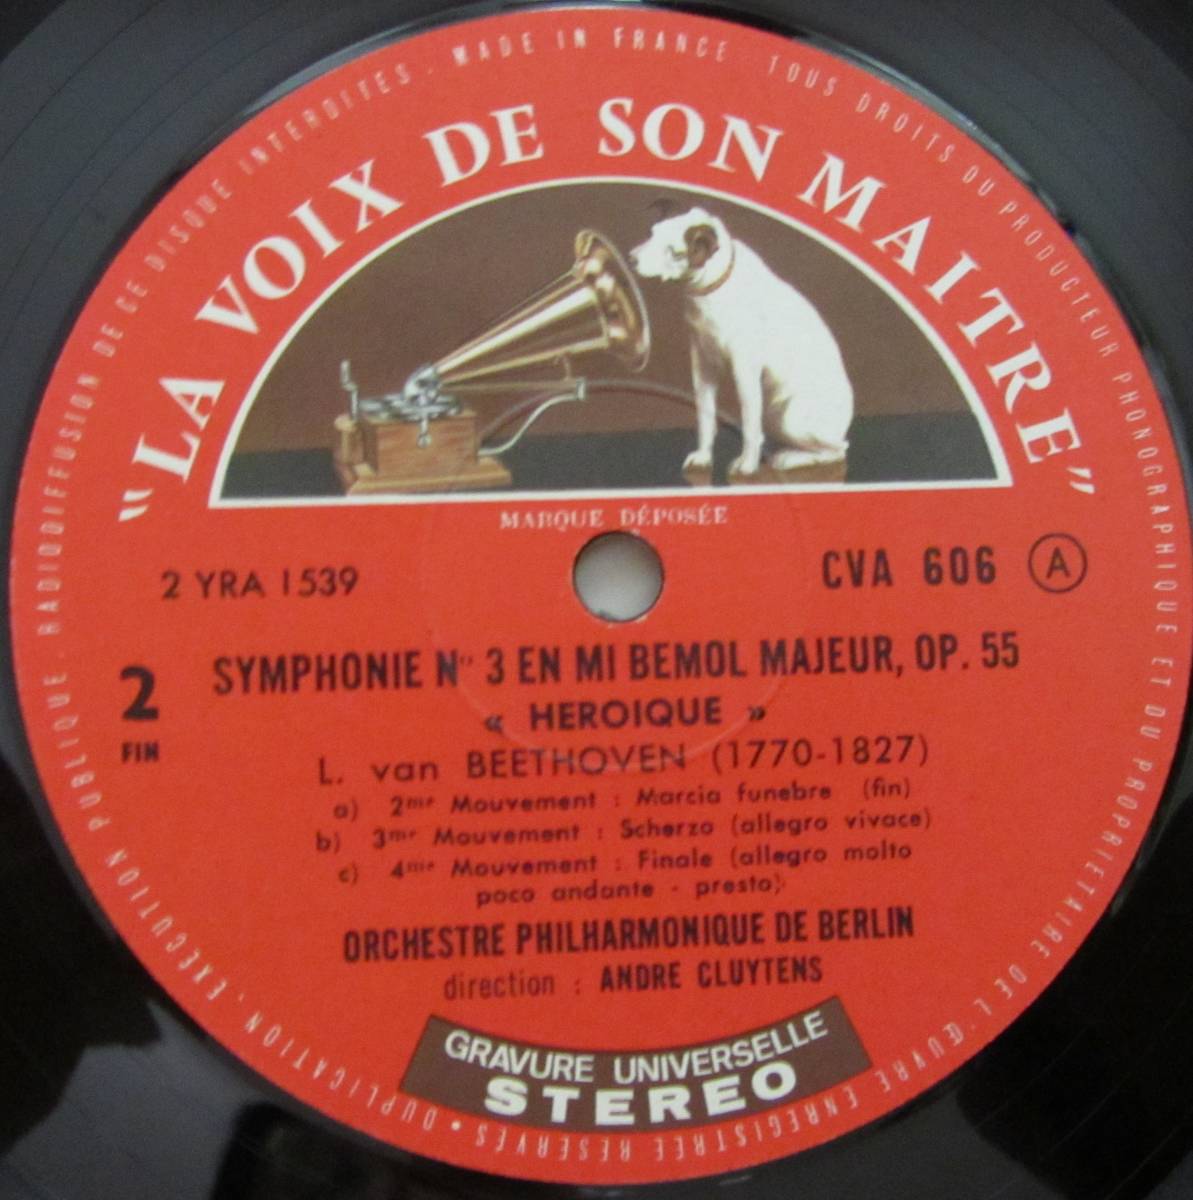 MADE IN FRANCE . TOUS DROITS DU PRODUCTEUR PHONOGRAPHIQUE ET DU PROPRIETAIRE DE L'ŒUVRE ENREGISTREE RESERVES • DUPLICATION . EXECUTION PUBLIQUE . RADIODIFFUSION DE CE DISQUE INTERDITES .
"LA VOIX DE SON MAITRE"
MARQUE DÉPOSÉE
2 YRA 1539
CVA 606 A
2
FIN
SYMPHONIE N° 3 EN MI BEMOL MAJEUR, OP. 55
« HEROIQUE »
L. van BEETHOVEN (1770-1827)
a) 2me Mouvement : Marcia funebre (fin)
b) 3me Mouvement : Scherzo (allegro vivace)
c) 4me Mouvement : Finale (allegro molto
poco andante - presto)
ORCHESTRE PHILHARMONIQUE DE BERLIN
direction : ANDRE CLUYTENS
GRAVURE UNIVERSELLE
STEREO